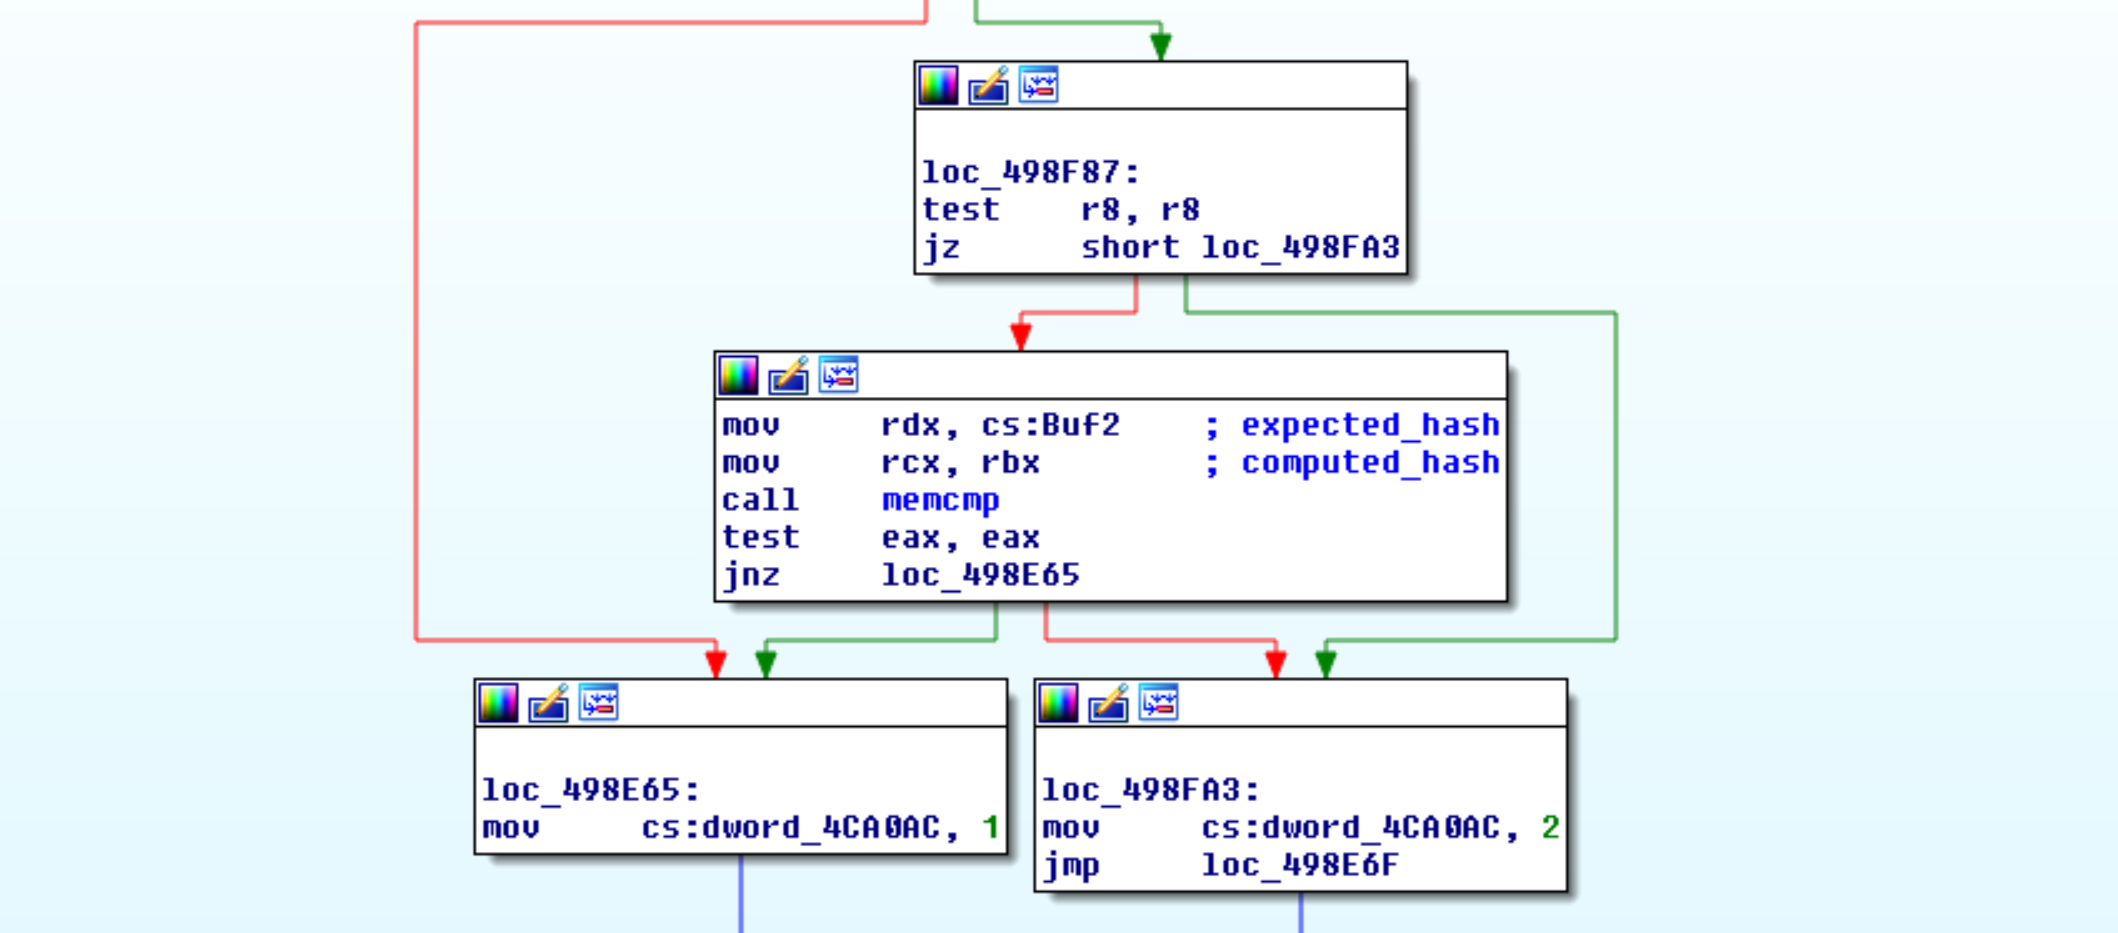 loc_498F87:
test r8, r8
jz short loc_498FA3
mov rdx, cs:Buf2 ; expected_hash
mov rcx, rbx ; computed_hash
call memcmp
test eax, eax
jnz loc_498E65
loc_498E65:
mov cs:dword_4CA0AC, 1
loc_498FA3:
mov cs:dword_4CA0AC, 2
jmp loc_498E6F